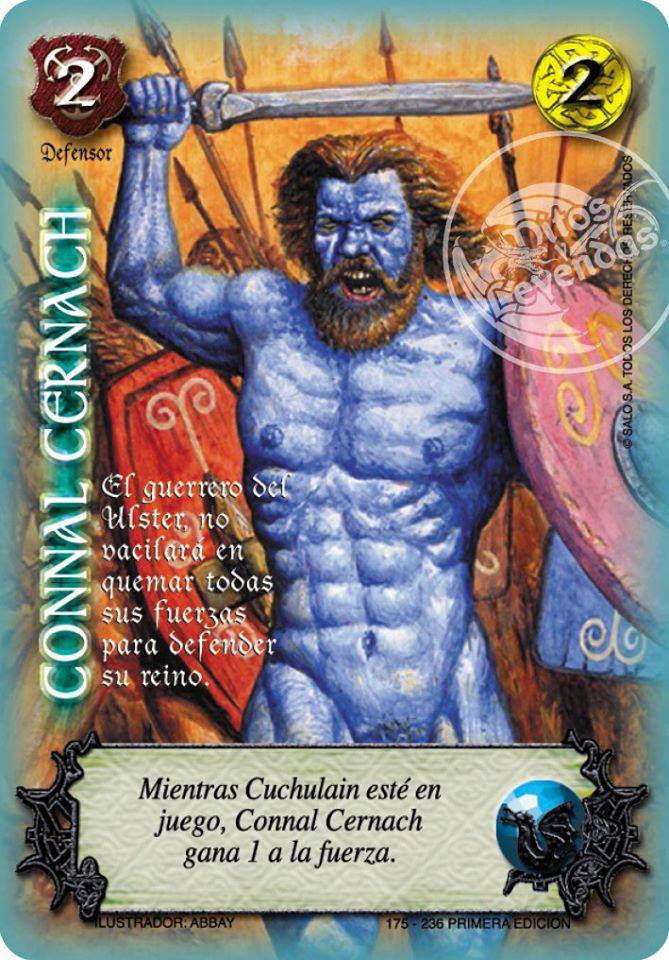 2
2
Defensor
CONNAL CERNACH
Mitos
y
Leyendas
®
© SALO S.A. TODOS LOS DERECHOS RESERVADOS
El guerrero del
Ulster, no
vacilará en
quemar todas
sus fuerzas
para defender
su reino.
Mientras Cuchulain esté en
juego, Connal Cernach
gana 1 a la fuerza.
ILUSTRADOR: ABBAY
175 - 236 PRIMERA EDICION